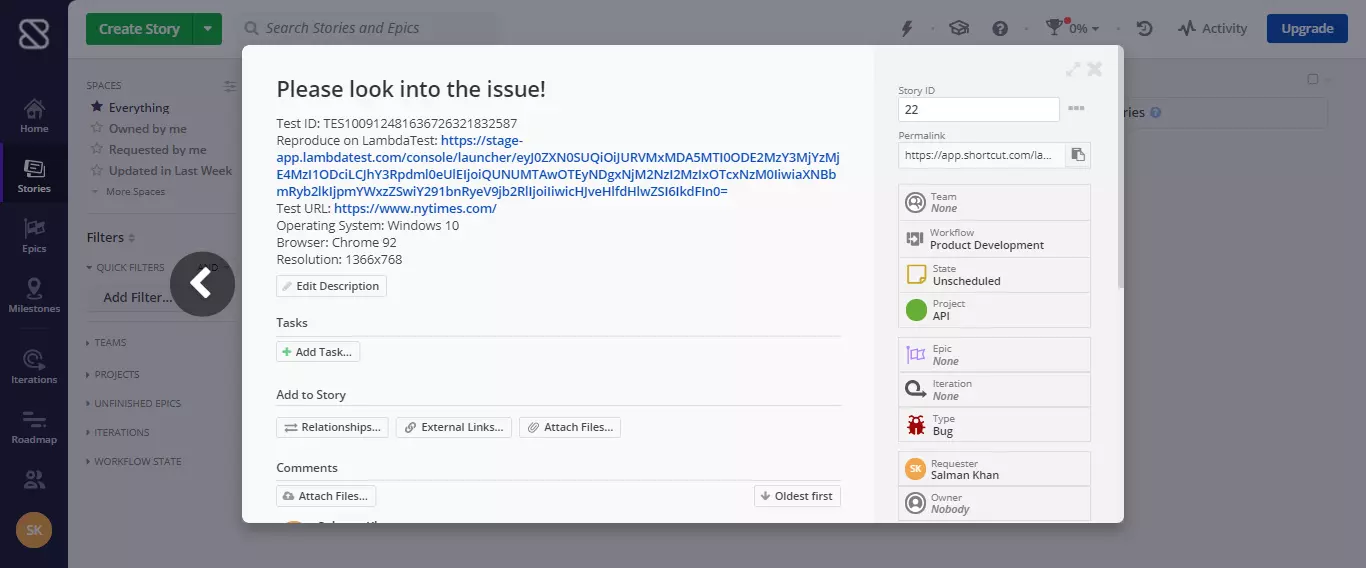 Create Story
Search Stories and Epics
0%
Activity
Upgrade
Home
Stories
Epics
Milestones
Iterations
Roadmap
SK
SPACES
Everything
Owned by me
Requested by me
Updated in Last Week
More Spaces
Filters
QUICK FILTERS
AND
Add Filter...
TEAMS
PROJECTS
UNFINISHED EPICS
ITERATIONS
WORKFLOW STATE
Please look into the issue!
Test ID: TES100912481636726321832587
Reproduce on LambdaTest: https://stage-
app.lambdatest.com/console/launcher/eyJ0ZXN0SUQiOiJURVMxMDA5MTI0ODE2MzY3MjYzMj
E4MzI1ODciLCJhY3Rpdml0eUlEIjoiQUNUMTAwOTEyNDgxNjM2NzI2MzIxOTcxNzM0IiwiaXNBb
mRyb2lkIjpmYWxzZSwiY291bnRyeV9jb2RlIjoiIiwicHJveHlfdHlwZSI6IkdFIn0=
Test URL: https://www.nytimes.com/
Operating System: Windows 10
Browser: Chrome 92
Resolution: 1366x768
Edit Description
Tasks
Add Task...
Add to Story
Relationships...
External Links...
Attach Files...
Comments
Attach Files...
Oldest first
Story ID
22
Permalink
https://app.shortcut.com/la...
Team
None
Workflow
Product Development
State
Unscheduled
Project
API
Epic
None
Iteration
None
Type
Bug
SK
Requester
Salman Khan
Owner
Nobody